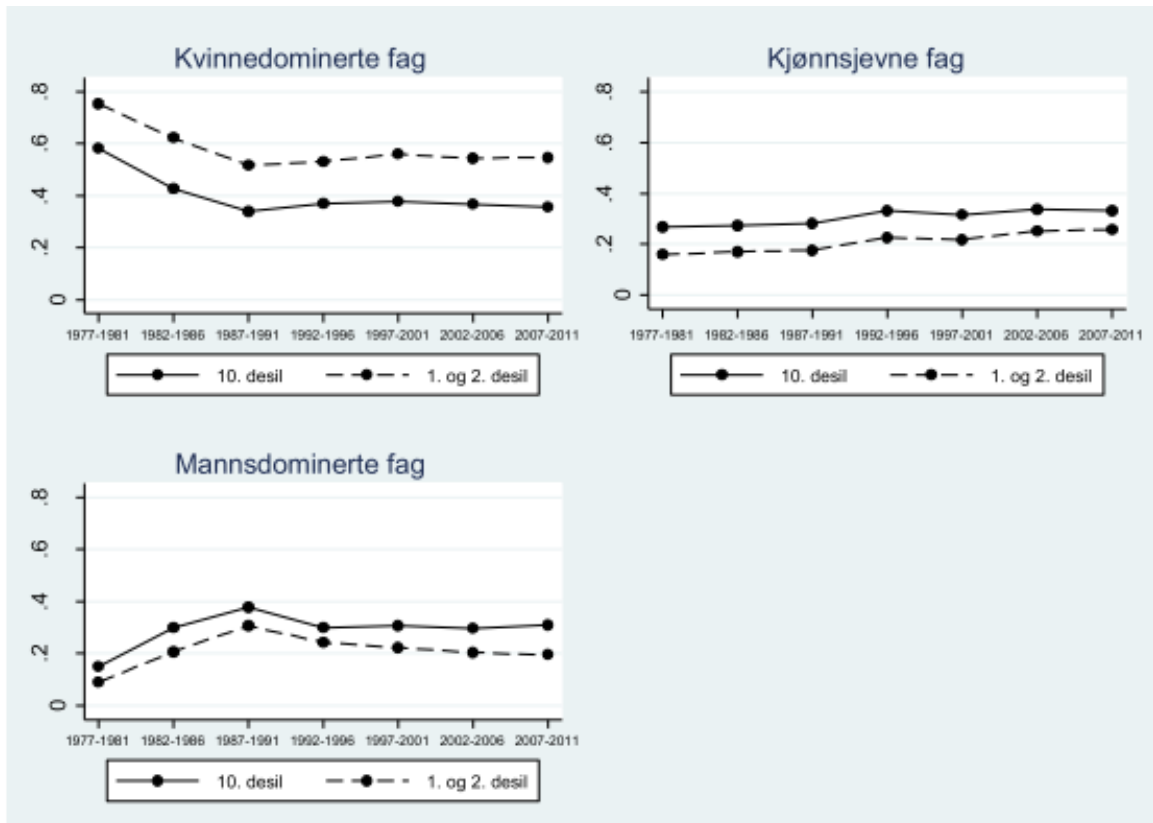 Kvinnedominerte fag
.8
.6
.4
.2
0
1977-1981 1982-1986 1987-1991 1992-1996 1997-2001 2002-2006 2007-2011
10. desil 1. og 2. desil
Kjønnsjevne fag
.8
.6
.4
.2
0
1977-1981 1982-1986 1987-1991 1992-1996 1997-2001 2002-2006 2007-2011
10. desil 1. og 2. desil
Mannsdominerte fag
.8
.6
.4
.2
0
1977-1981 1982-1986 1987-1991 1992-1996 1997-2001 2002-2006 2007-2011
10. desil 1. og 2. desil